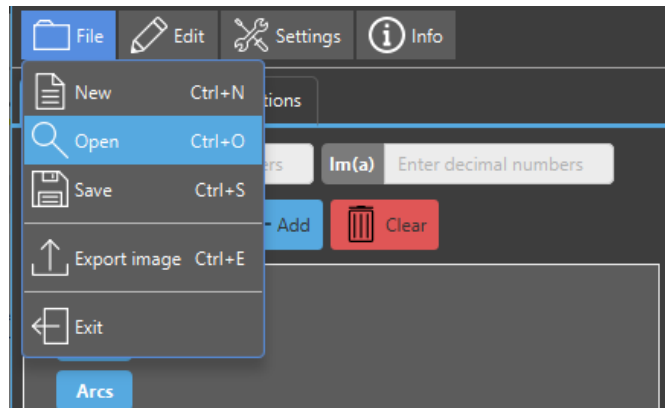 File Edit Settings Info
New Ctrl+N
tions
Open Ctrl+O
Im(a) Enter decimal numbers
Save Ctrl+S
Add Clear
Export image Ctrl+E
Exit
Arcs